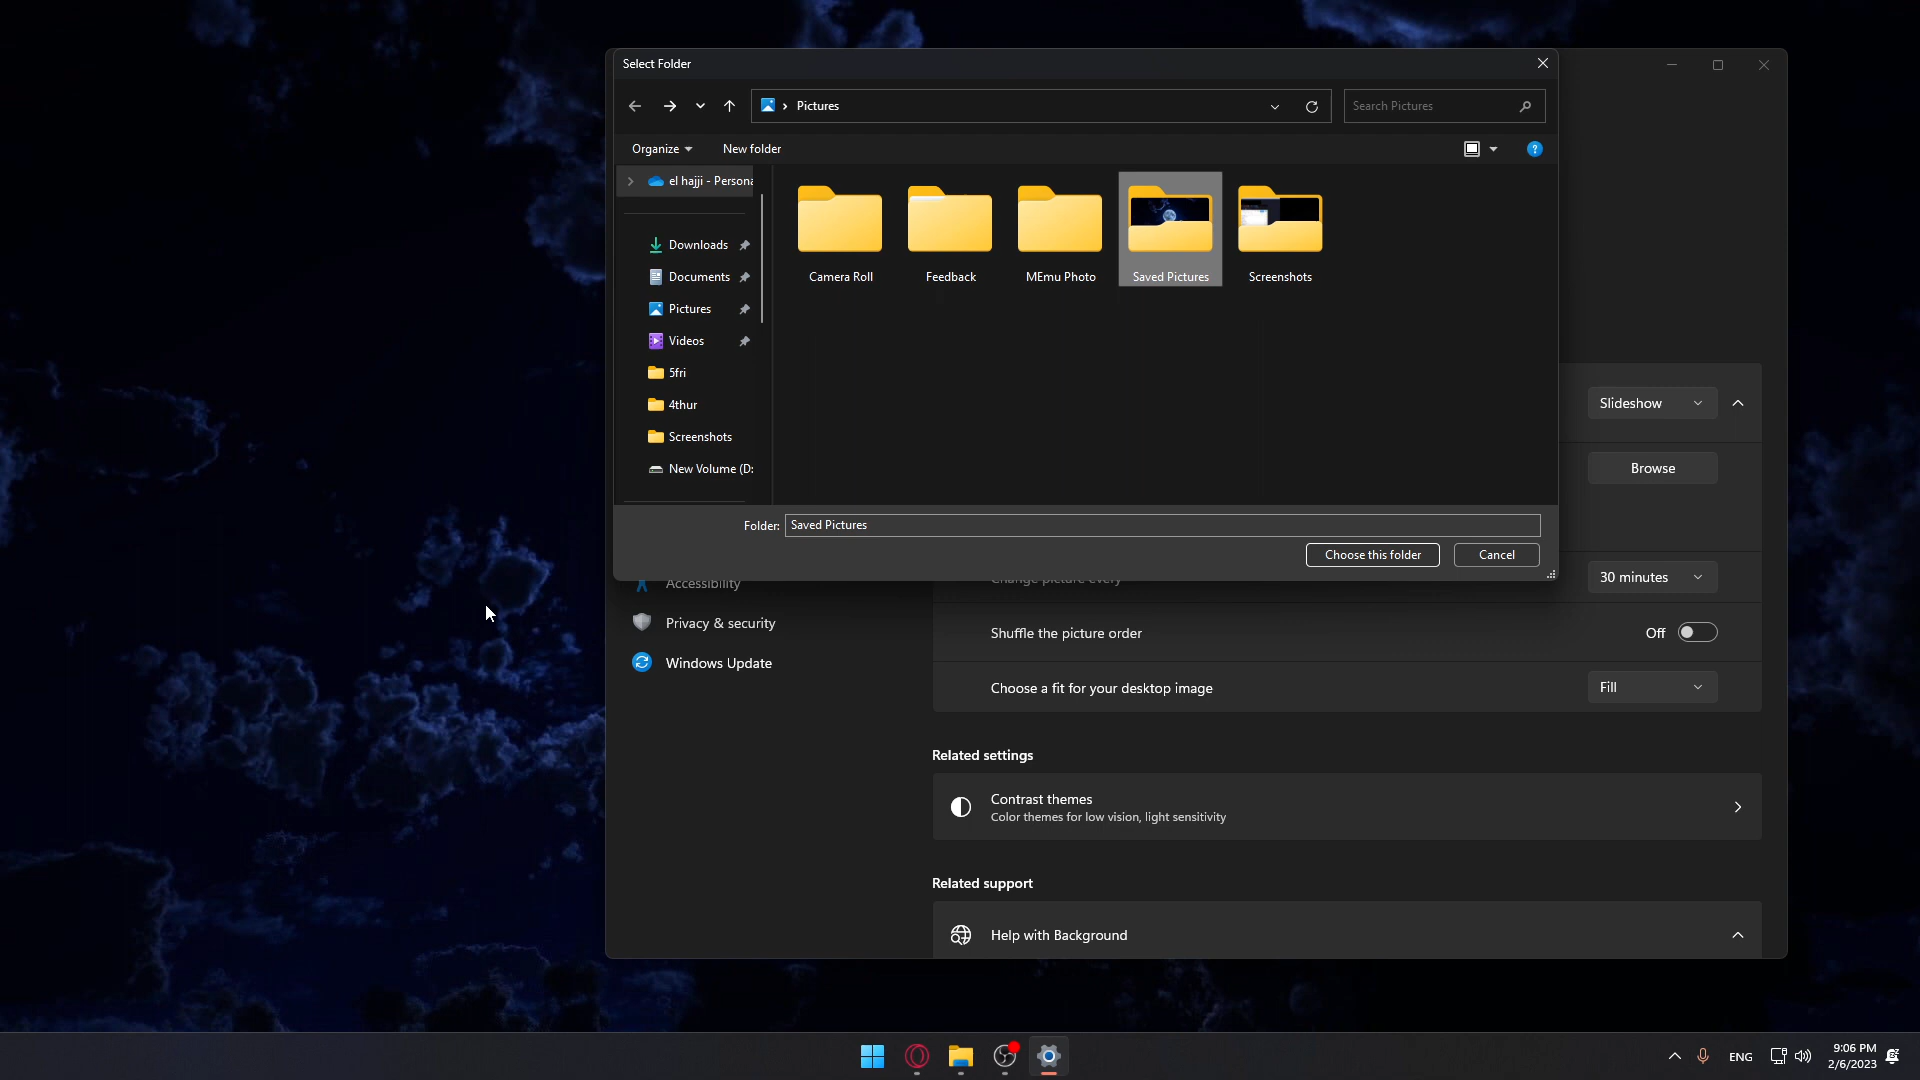 Select Folder
Pictures
Search Pictures
Organize
New folder
el hajji - Persona
Downloads
Documents
Pictures
Videos
5fri
4thur
Screenshots
New Volume (D:
Camera Roll
Feedback
MEmu Photo
Saved Pictures
Screenshots
Folder:
Saved Pictures
Choose this folder
Cancel
Slideshow
Browse
Accessibility
Privacy & security
Windows Update
Change picture every
30 minutes
Shuffle the picture order
Off
Choose a fit for your desktop image
Fill
Related settings
Contrast themes
Color themes for low vision, light sensitivity
Related support
Help with Background
ENG
9:06 PM
2/6/2023